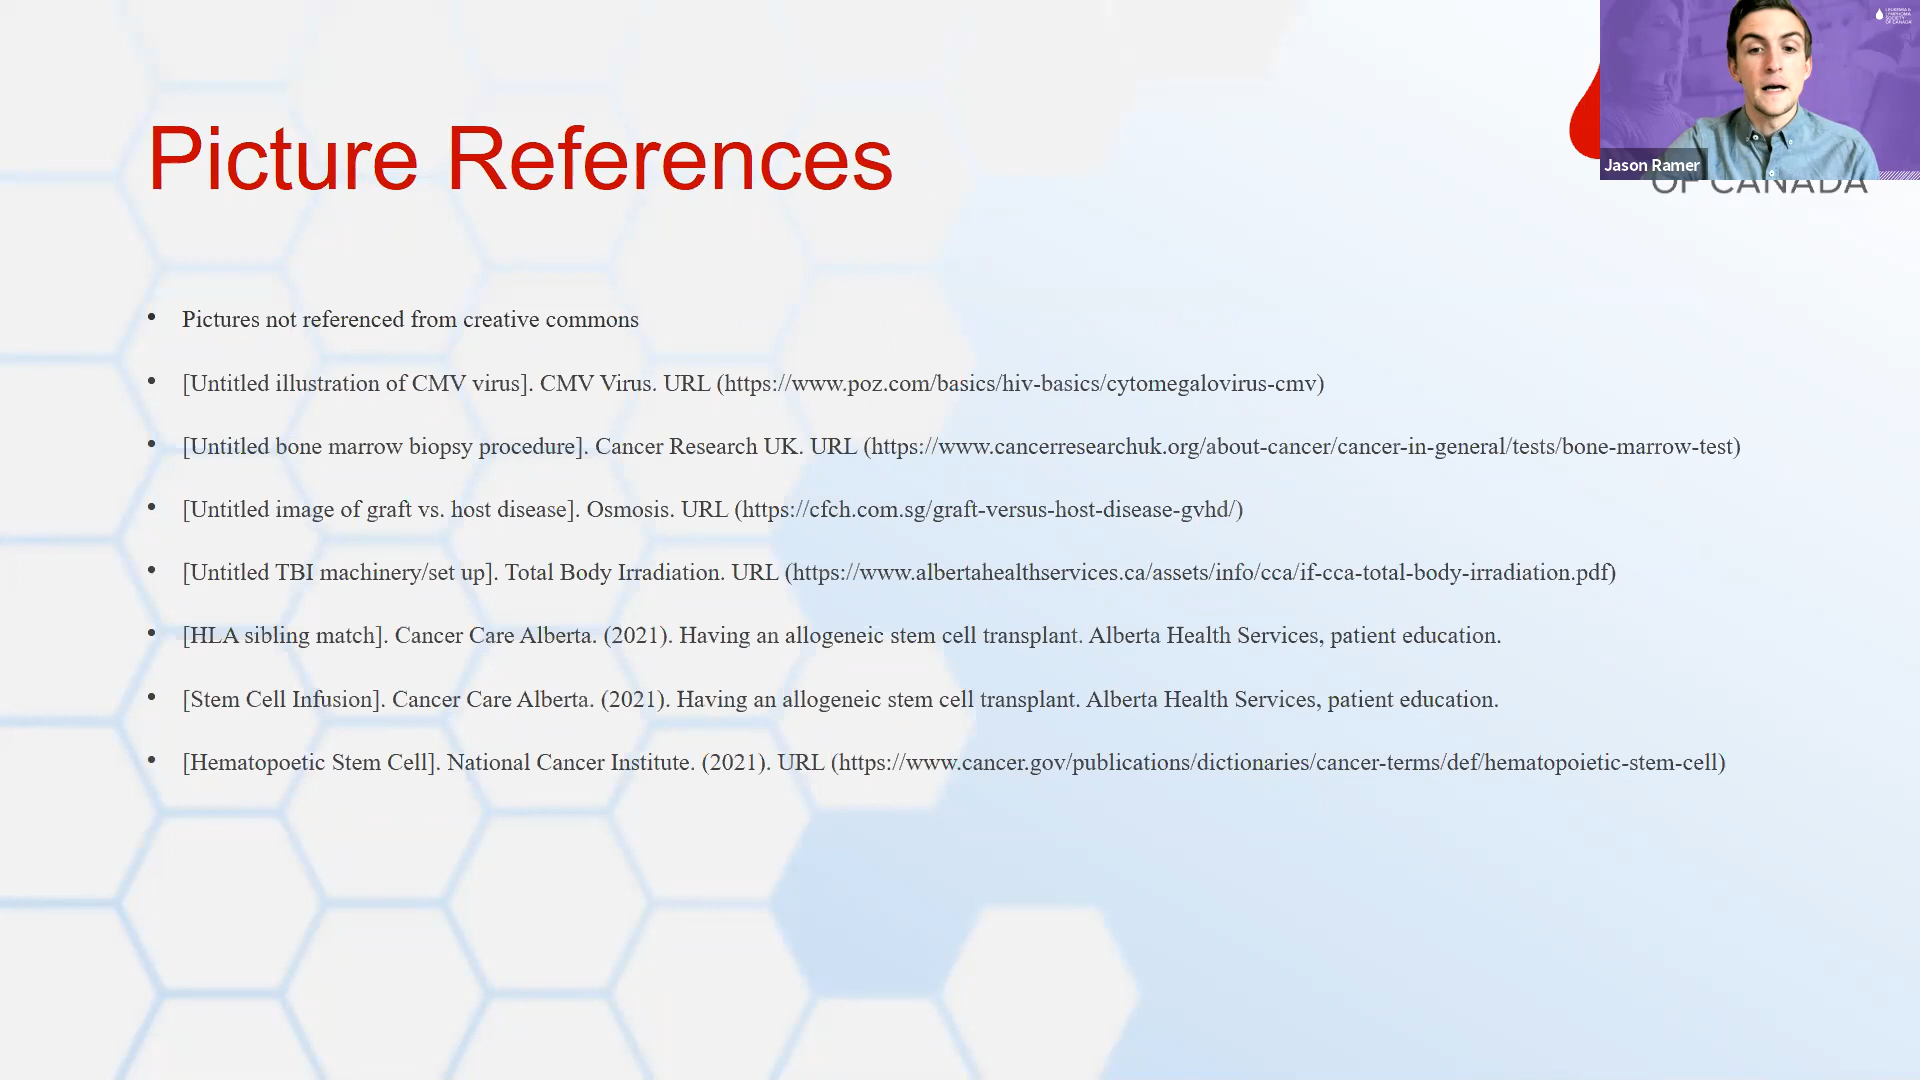 LEUKEMIA &
LYMPHOMA
SOCIETY
OF CANADA
Jason Ramer
OF CANADA
Picture References
• Pictures not referenced from creative commons
• [Untitled illustration of CMV virus]. CMV Virus. URL (https://www.poz.com/basics/hiv-basics/cytomegalovirus-cmv)
• [Untitled bone marrow biopsy procedure]. Cancer Research UK. URL (https://www.cancerresearchuk.org/about-cancer/cancer-in-general/tests/bone-marrow-test)
• [Untitled image of graft vs. host disease]. Osmosis. URL (https://cfch.com.sg/graft-versus-host-disease-gvhd/)
• [Untitled TBI machinery/set up]. Total Body Irradiation. URL (https://www.albertahealthservices.ca/assets/info/cca/if-cca-total-body-irradiation.pdf)
• [HLA sibling match]. Cancer Care Alberta. (2021). Having an allogeneic stem cell transplant. Alberta Health Services, patient education.
• [Stem Cell Infusion]. Cancer Care Alberta. (2021). Having an allogeneic stem cell transplant. Alberta Health Services, patient education.
• [Hematopoetic Stem Cell]. National Cancer Institute. (2021). URL (https://www.cancer.gov/publications/dictionaries/cancer-terms/def/hematopoietic-stem-cell)